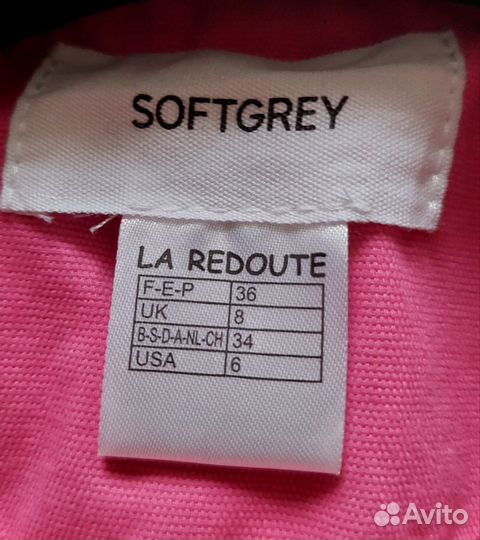 SOFTGREY
LA REDOUTE
F-E-P 36
UK 8
B-S-D-A-NL-CH 34
USA 6
Avito